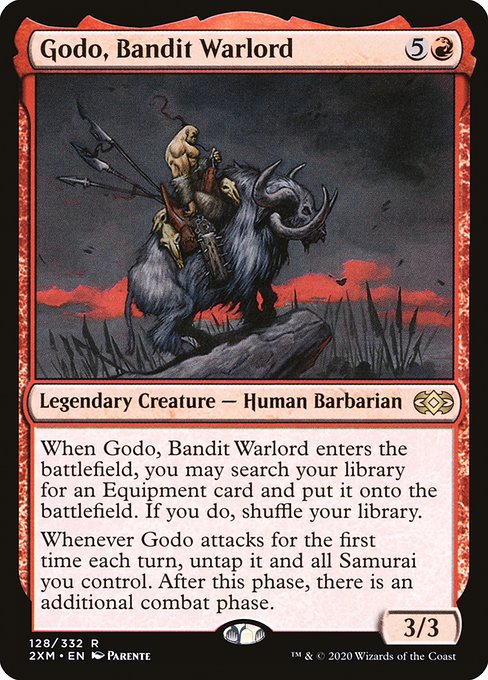 Godo, Bandit Warlord 5
Legendary Creature — Human Barbarian
When Godo, Bandit Warlord enters the
battlefield, you may search your library
for an Equipment card and put it onto the
battlefield. If you do, shuffle your library.
Whenever Godo attacks for the first
time each turn, untap it and all Samurai
you control. After this phase, there is an
additional combat phase.
3/3
128/332 R
2XM • EN Parente ™ & © 2020 Wizards of the Coast